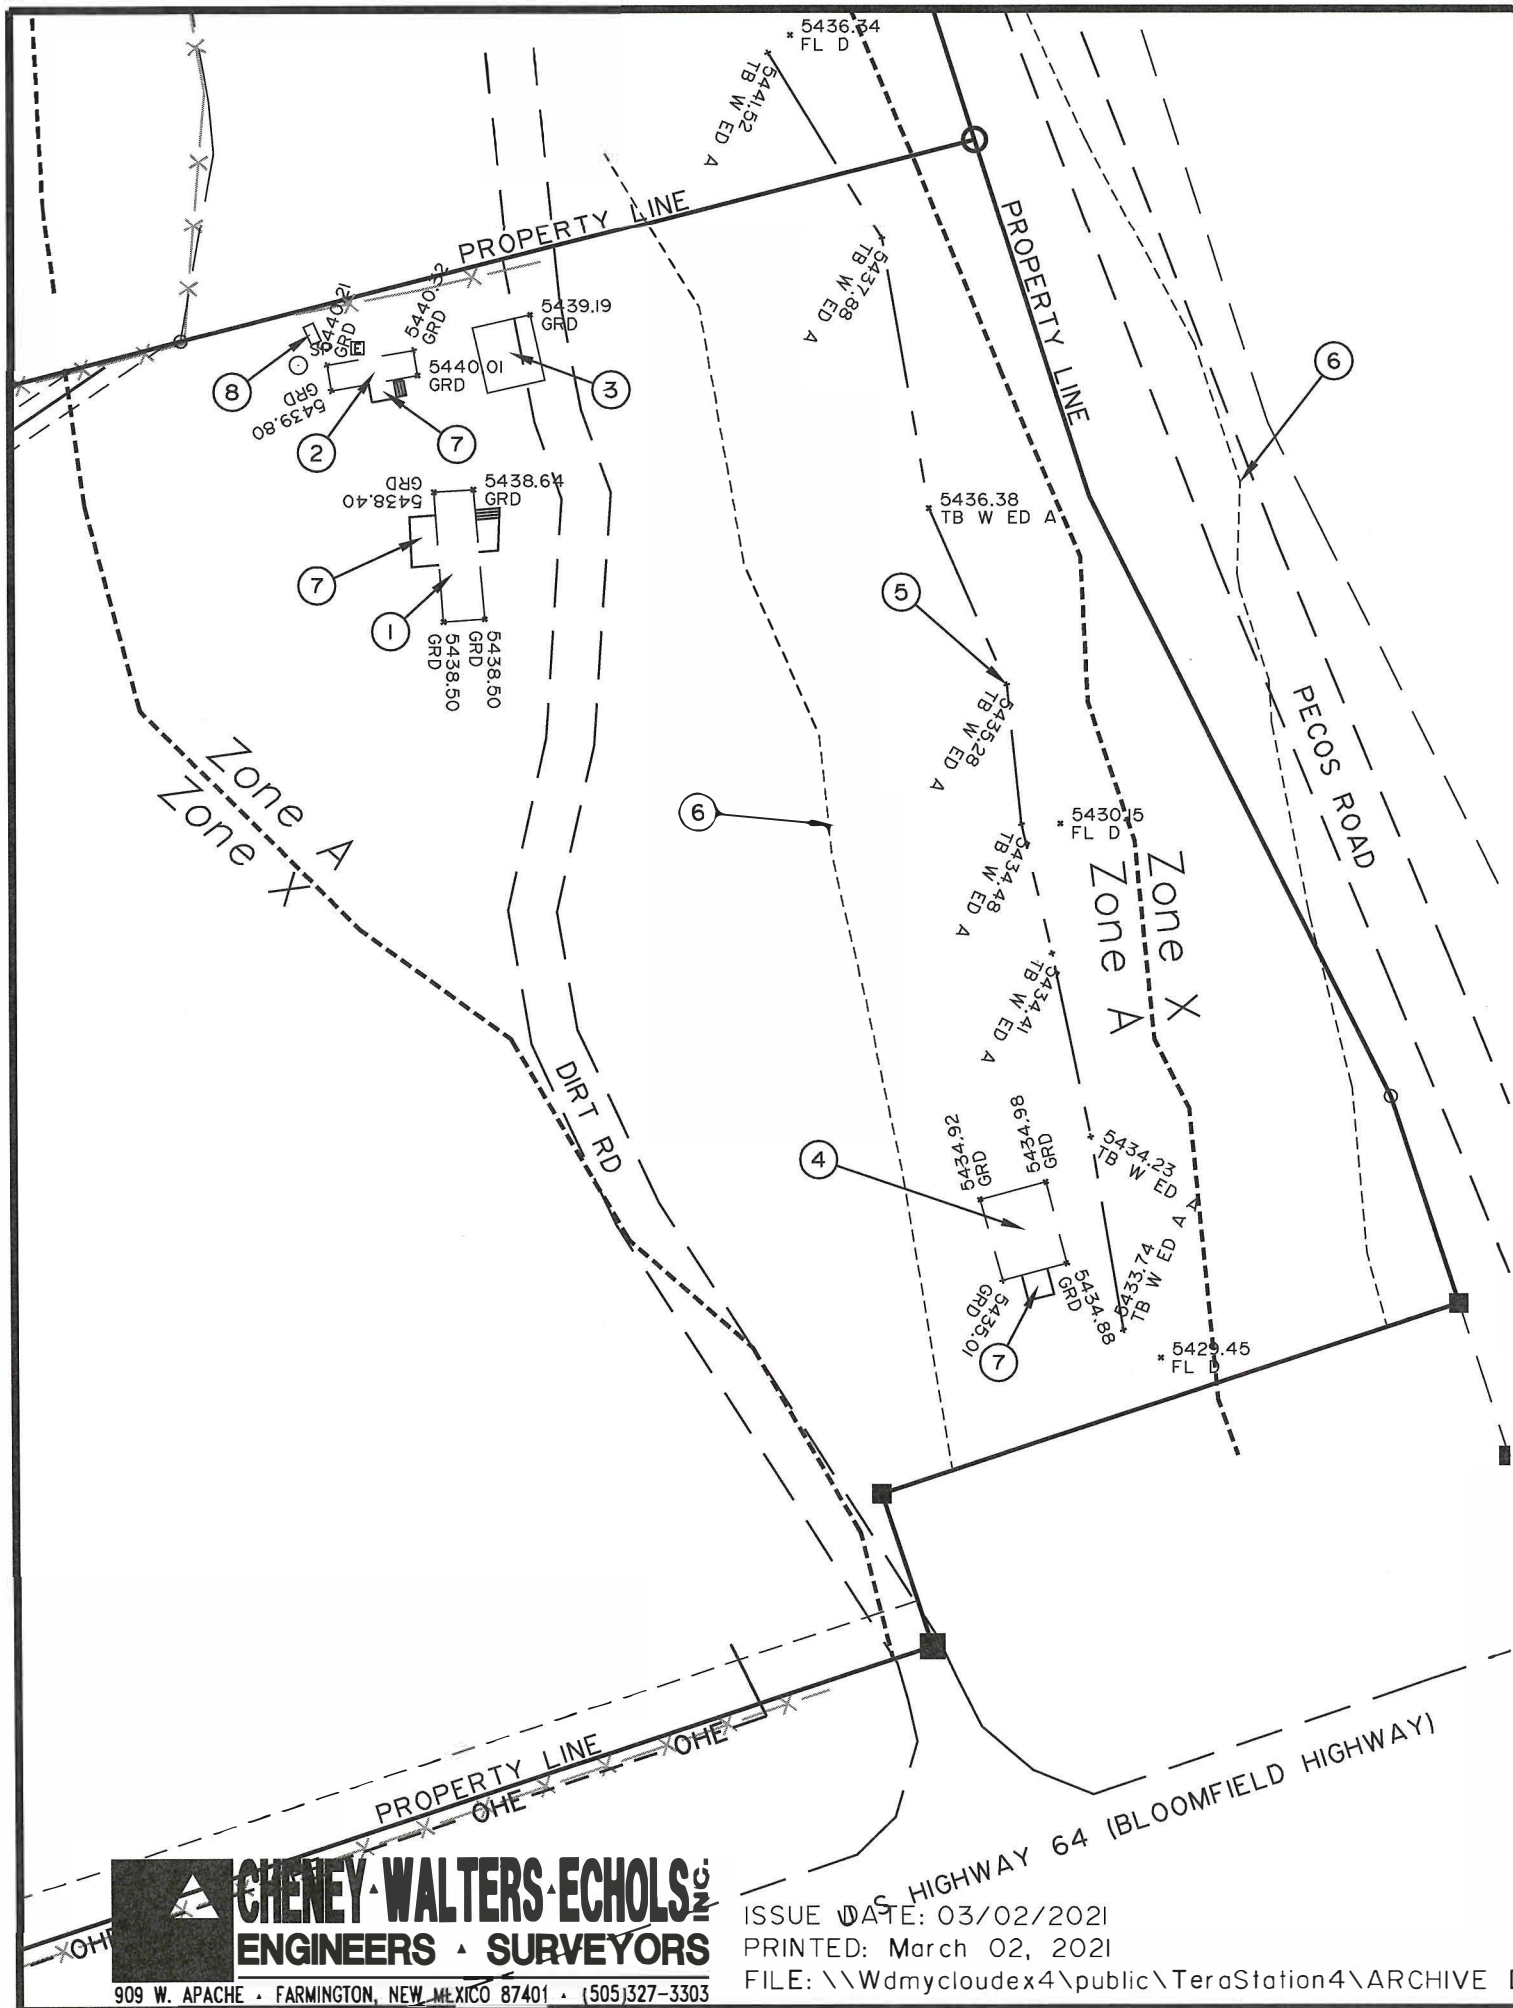 5436.34
FL D
5441.52
TB W ED A
PROPERTY LINE
PROPERTY LINE
5437.88
TB W ED A
5440.21
GRD
5440.32
GRD
5439.19
GRD
SP E
5440.01
GRD
5439.80
GRD
8
2
7
3
6
5438.40
GRD
5438.64
GRD
5436.38
TB W ED A
7
1
5
5438.50
GRD
5438.50
GRD
5435.28
TB W ED A
PECOS ROAD
Zone A
Zone X
6
5430.15
FL D
5434.48
TB W ED A
Zone X
Zone A
5434.41
TB W ED A
DIRT RD
5434.92
GRD
5434.98
GRD
4
5434.23
TB W ED A
5433.74
TB W ED A
5435.01
GRD
5434.88
GRD
7
5429.45
FL D
PROPERTY LINE
OHE
OHE
OHE
U S HIGHWAY 64 (BLOOMFIELD HIGHWAY)
CHENEY WALTERS ECHOLS INC.
ENGINEERS SURVEYORS
909 W. APACHE · FARMINGTON, NEW MEXICO 87401 · (505)327-3303
ISSUE DATE: 03/02/2021
PRINTED: March 02, 2021
FILE: \\Wdmycloudex4\public\TeraStation4\ARCHIVE